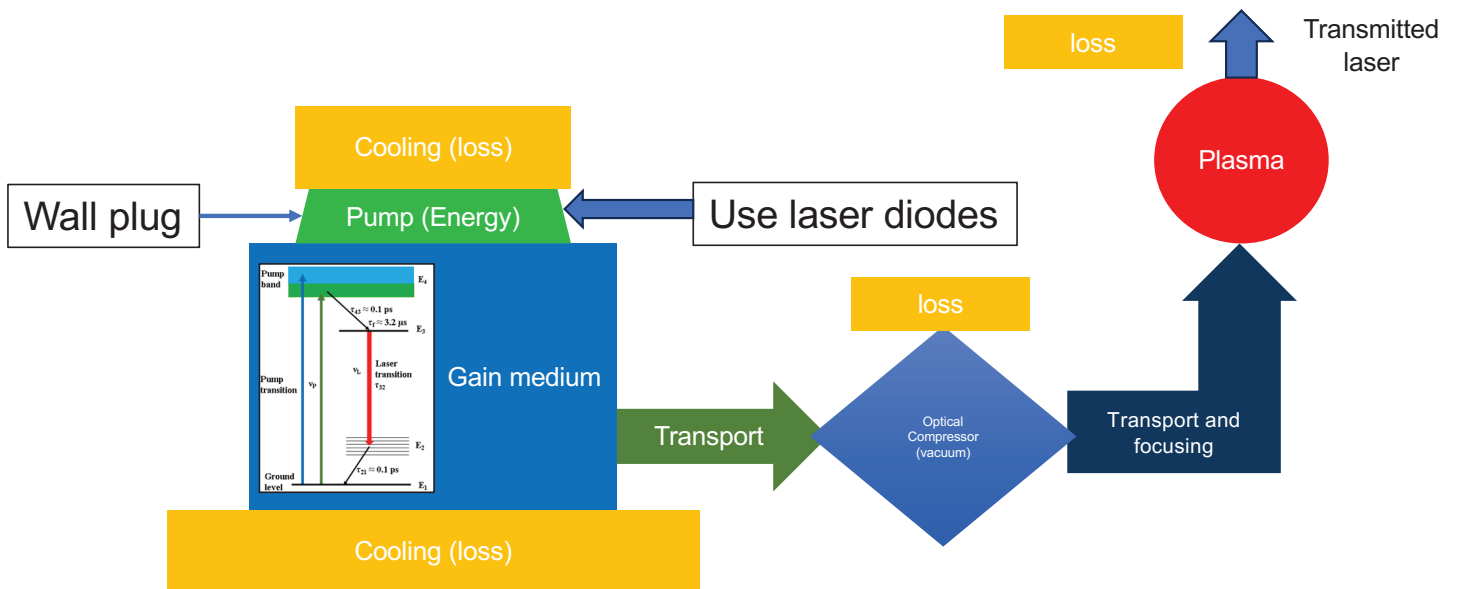 loss
Transmitted
laser
Cooling (loss)
Plasma
Wall plug
Pump (Energy)
Use laser diodes
Pump
band
E4
τ43 ≈ 0.1 ps
τf ≈ 3.2 μs
E3
loss
Pump
transition
νP
νL
Laser
transition
τ32
Gain medium
Transport
Optical
Compressor
(vacuum)
Transport and
focusing
E2
τ21 ≈ 0.1 ps
Ground
level
E1
Cooling (loss)